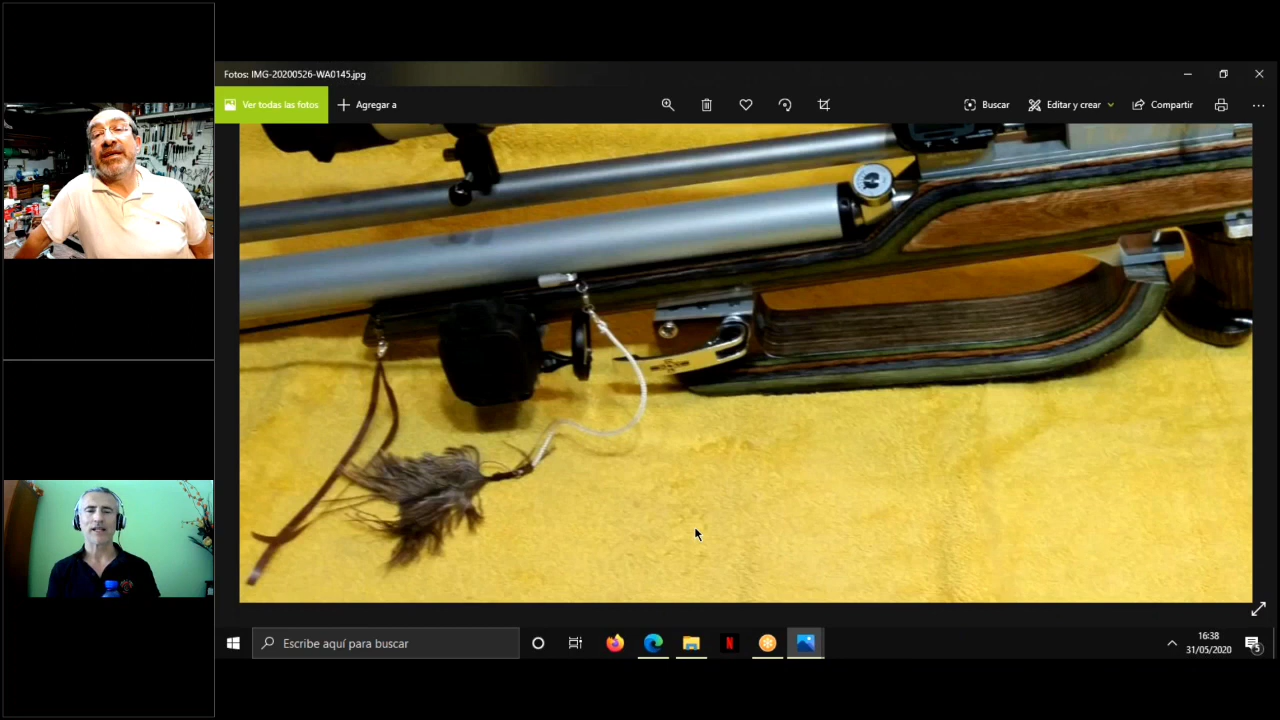 Fotos: IMG-20200526-WA0145.jpg
Ver todas las fotos
Agregar a
Buscar
Editar y crear
Compartir
Escribe aquí para buscar
16:38
31/05/2020
5